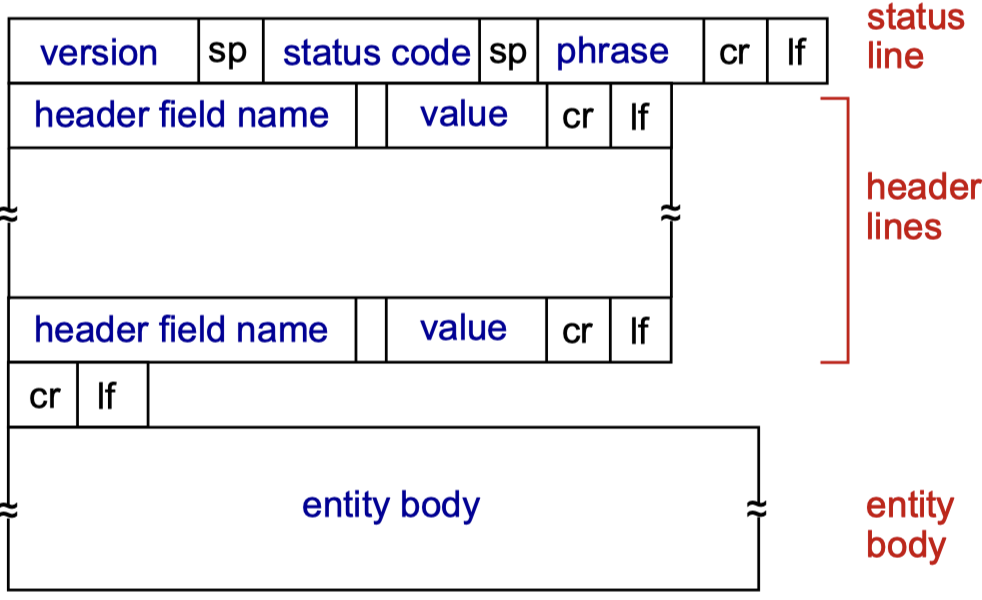 version sp status code sp phrase cr lf
status
line
header field name value cr lf
header
lines
≈ ≈
header field name value cr lf
cr lf
≈ entity body ≈
entity
body